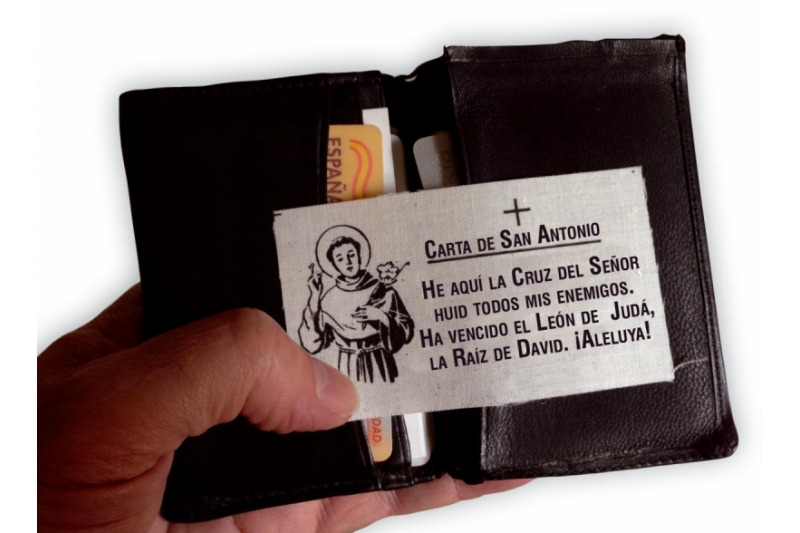 ESPAÑA
CARTA DE SAN ANTONIO
HE AQUÍ LA CRUZ DEL SEÑOR
HUID TODOS MIS ENEMIGOS.
HA VENCIDO EL LEÓN DE JUDÁ,
LA RAÍZ DE DAVID. ¡ALELUYA!
DAD